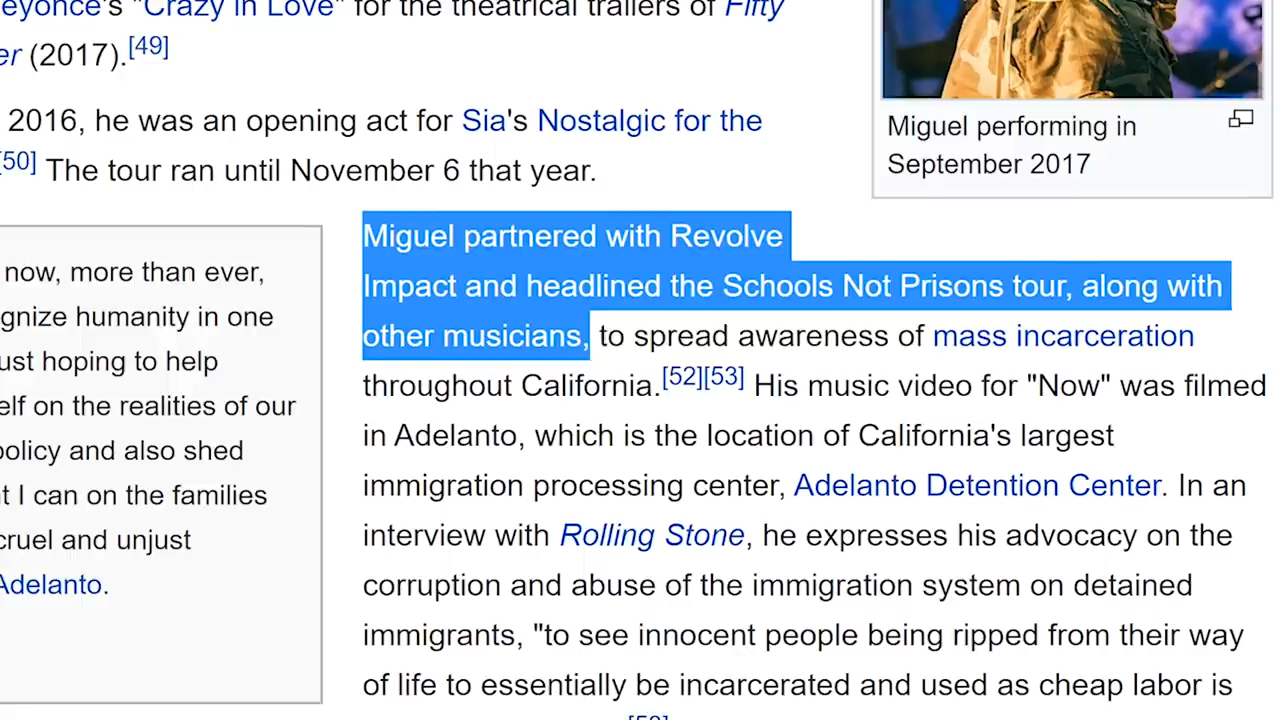 eyoncé's "Crazy in Love" for the theatrical trailers of Fifty
er (2017).[49]
2016, he was an opening act for Sia's Nostalgic for the
[50] The tour ran until November 6 that year.
Miguel performing in
September 2017
now, more than ever,
gnize humanity in one
ust hoping to help
elf on the realities of our
policy and also shed
t I can on the families
cruel and unjust
Adelanto.
Miguel partnered with Revolve
Impact and headlined the Schools Not Prisons tour, along with
other musicians, to spread awareness of mass incarceration
throughout California.[52][53] His music video for "Now" was filmed
in Adelanto, which is the location of California's largest
immigration processing center, Adelanto Detention Center. In an
interview with Rolling Stone, he expresses his advocacy on the
corruption and abuse of the immigration system on detained
immigrants, "to see innocent people being ripped from their way
of life to essentially be incarcerated and used as cheap labor is